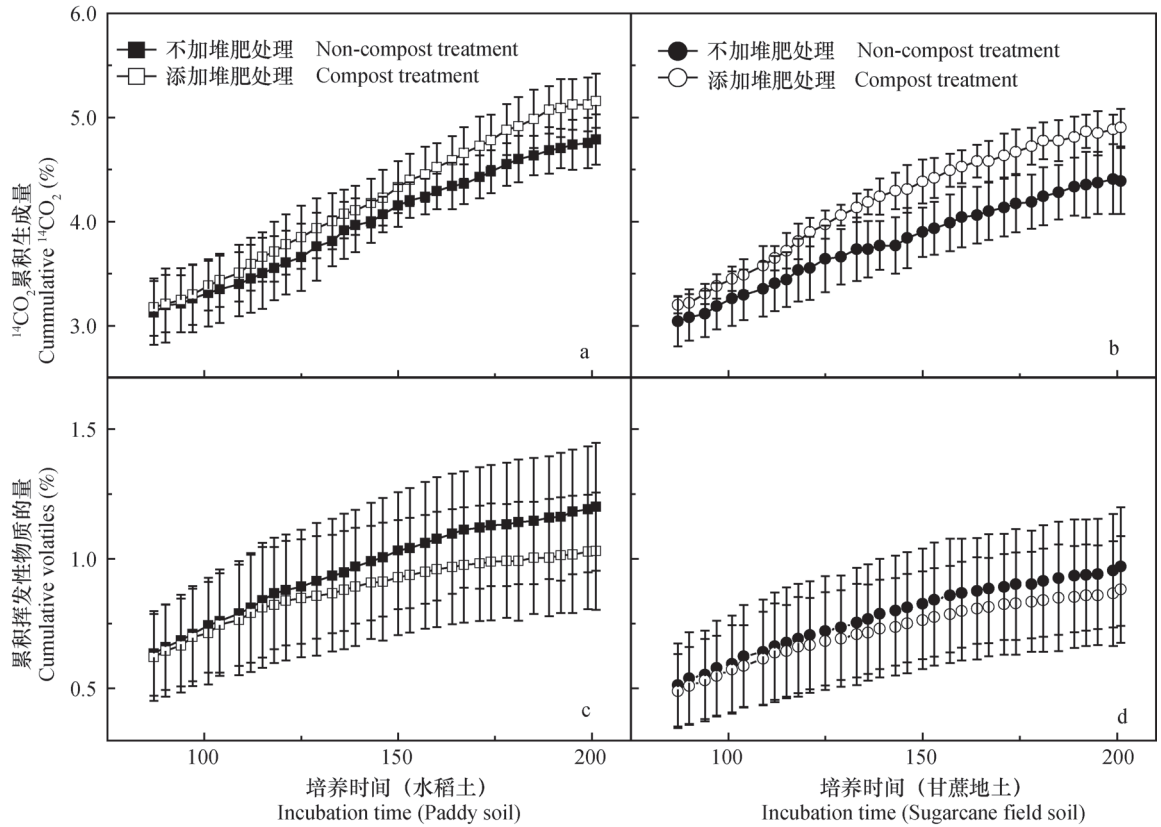 6.0
5.0
4.0
3.0
¹⁴CO₂累积生成量
Cummulative ¹⁴CO₂ (%)
不加堆肥处理 Non-compost treatment
添加堆肥处理 Compost treatment
a
不加堆肥处理 Non-compost treatment
添加堆肥处理 Compost treatment
b
1.5
1.0
0.5
累积挥发性物质的量
Cumulative volatiles (%)
c
d
100 150 200
100 150 200
培养时间（水稻土）
Incubation time (Paddy soil)
培养时间（甘蔗地土）
Incubation time (Sugarcane field soil)